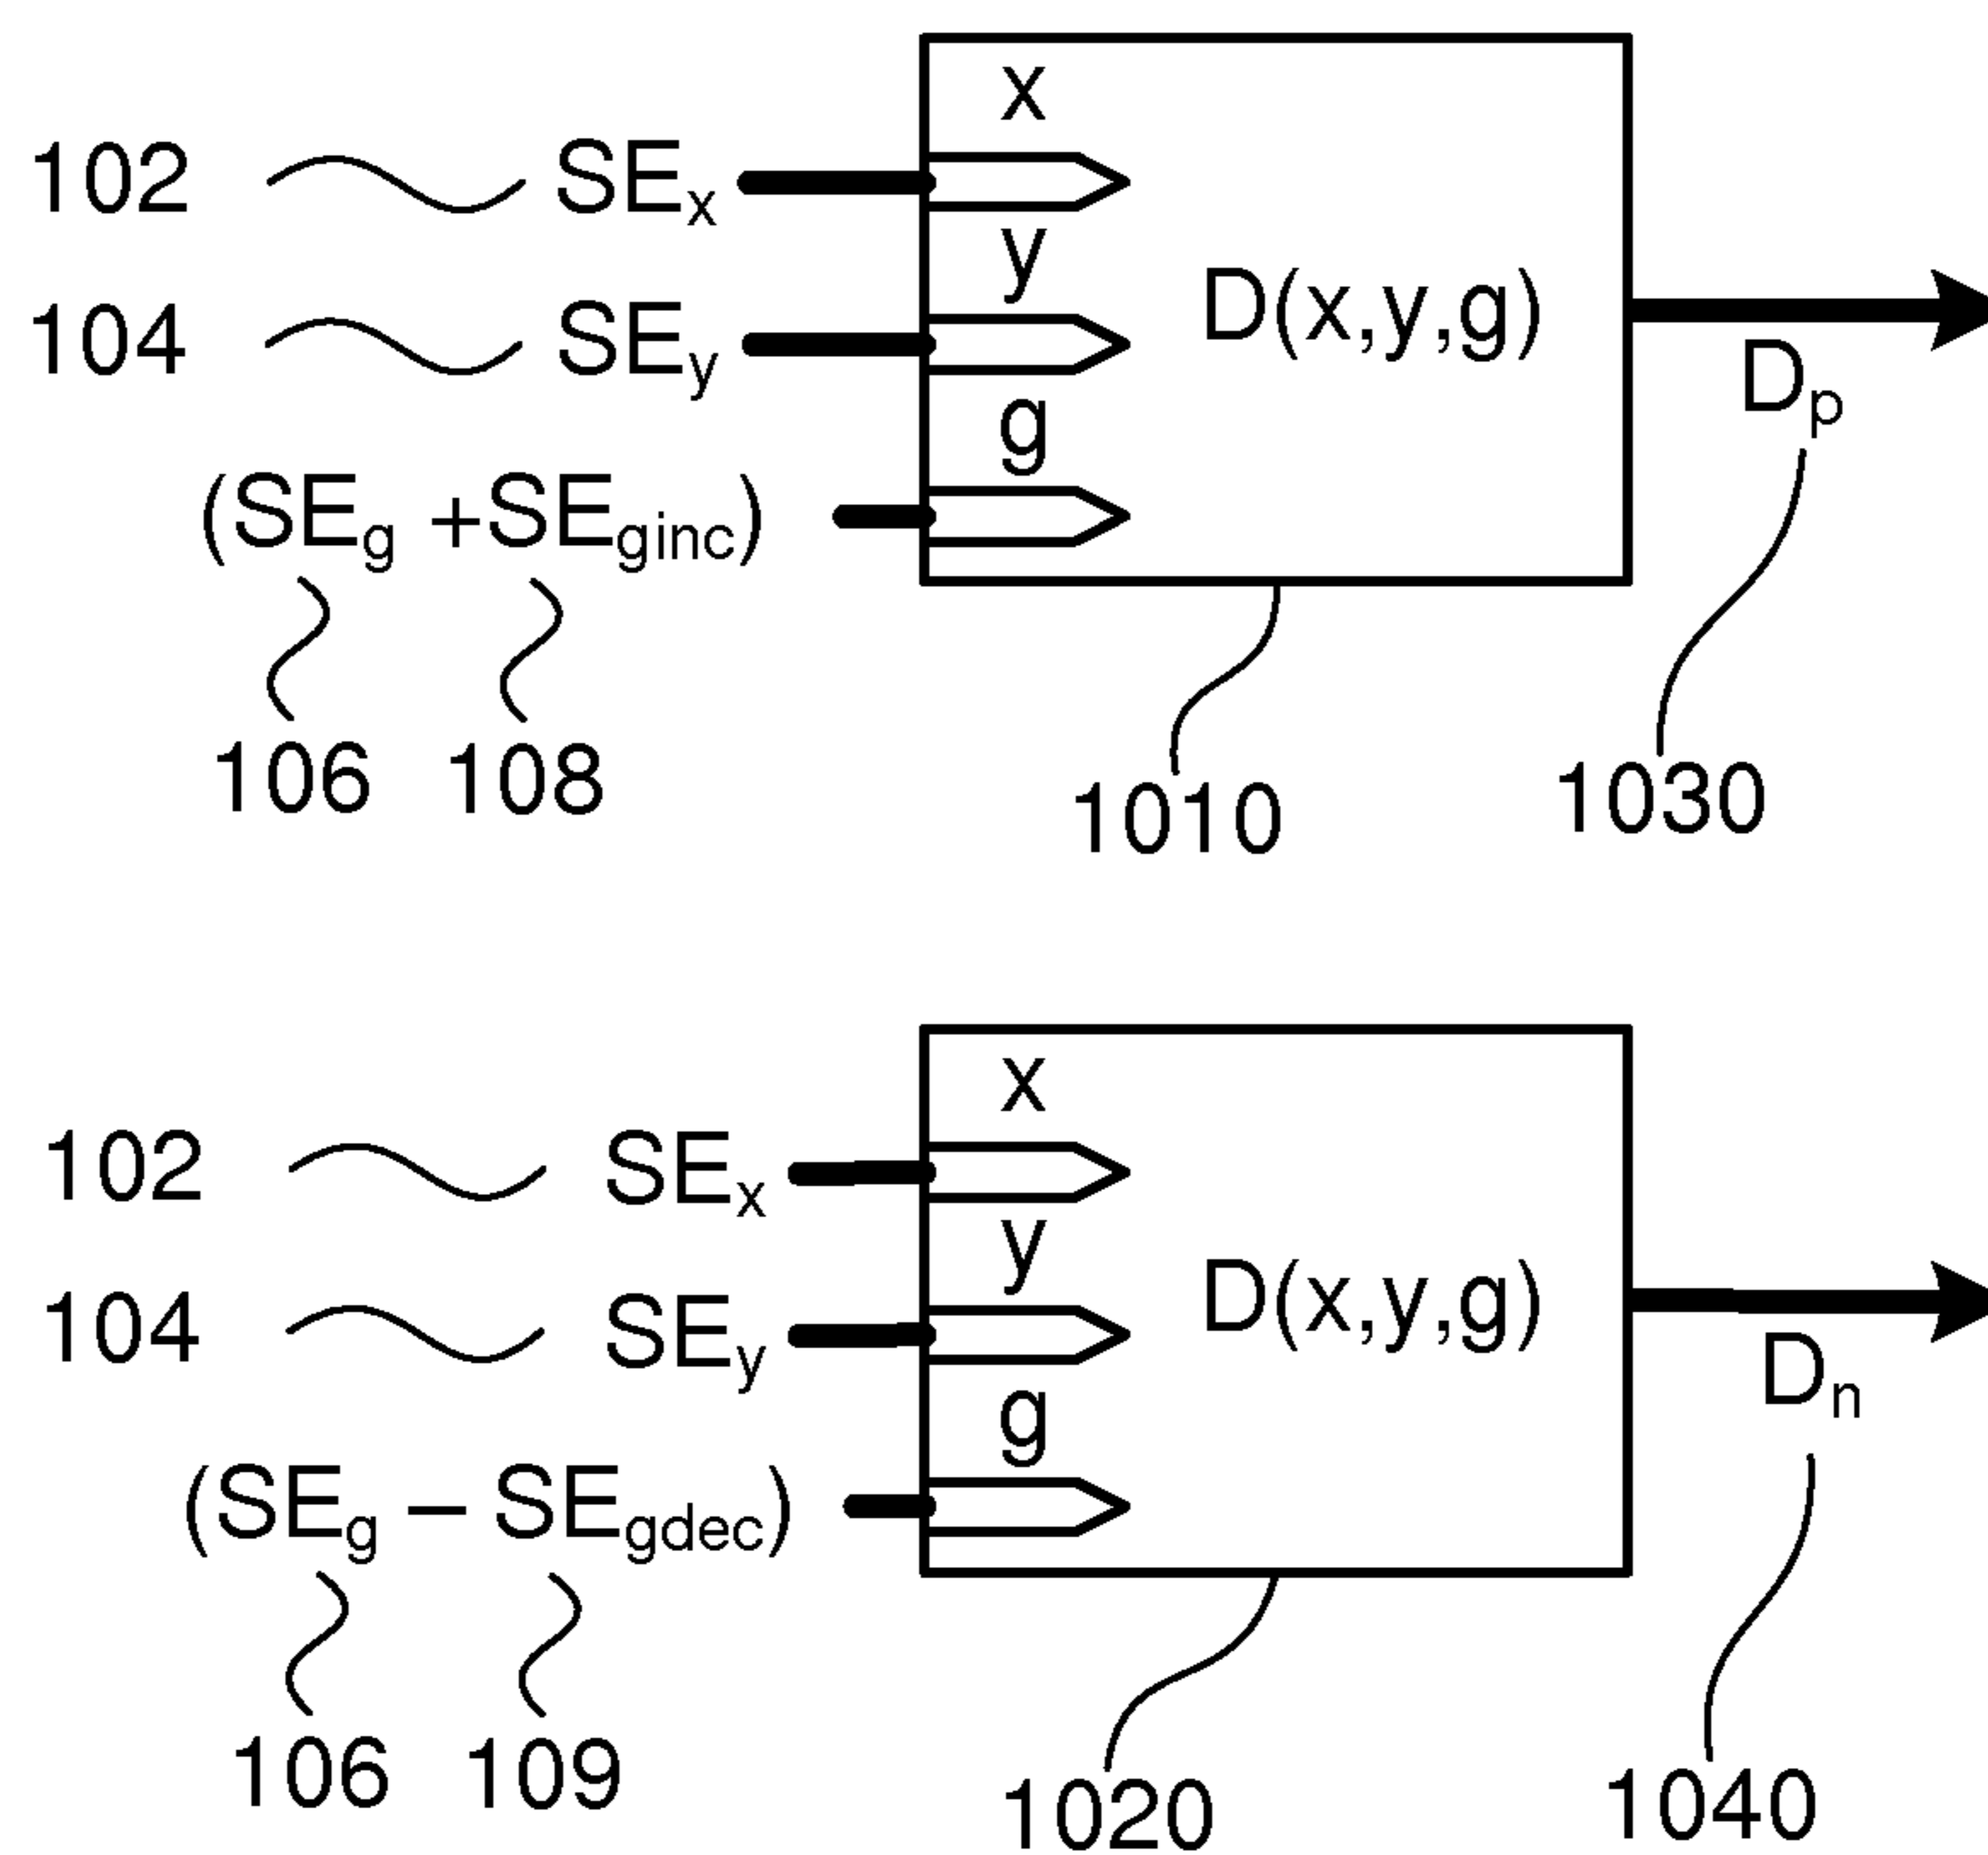 x
102 SEx
y
104 SEy
D(x,y,g)
Dp
g
(SEg +SEginc)
106 108
1010
1030
x
102 SEx
y
104 SEy
D(x,y,g)
Dn
g
(SEg – SEgdec)
106 109
1020
1040